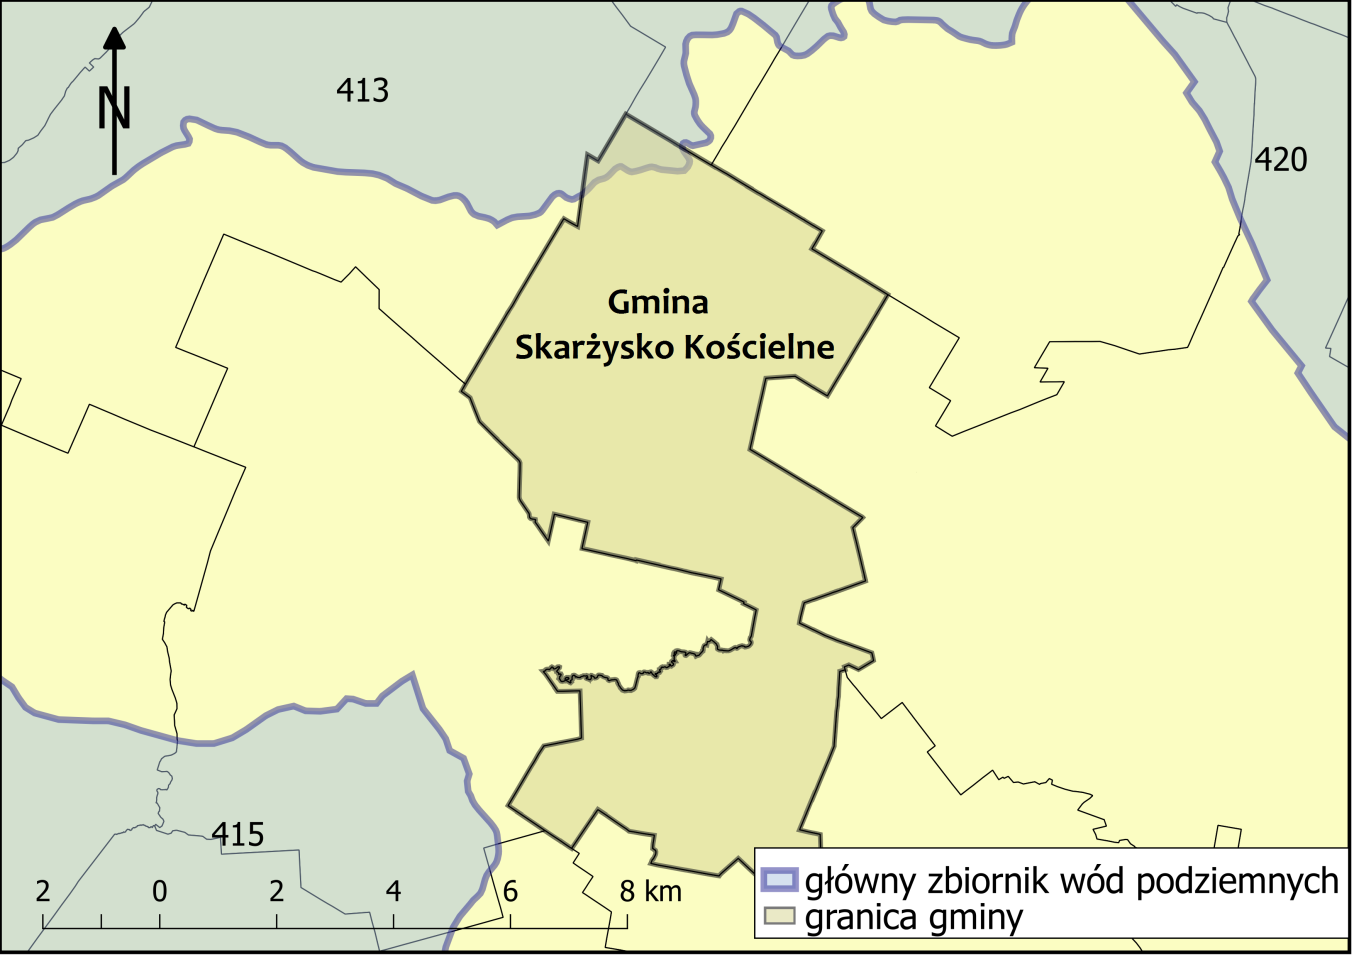 413
N
420
Gmina
Skarżysko Kościelne
415
2 0 2 4 6 8 km
główny zbiornik wód podziemnych
granica gminy